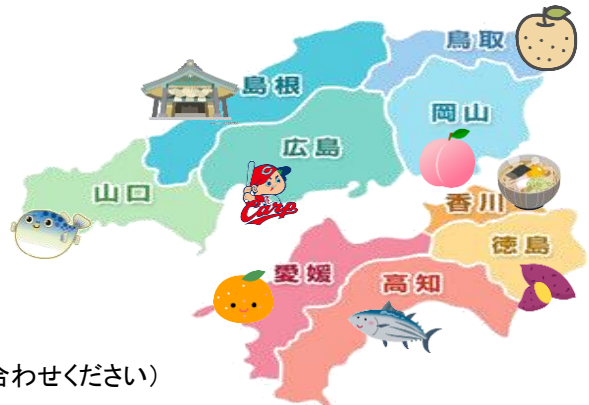 鳥取
島根
岡山
広島
Carp
山口
香川
徳島
愛媛
高知
合わせください）